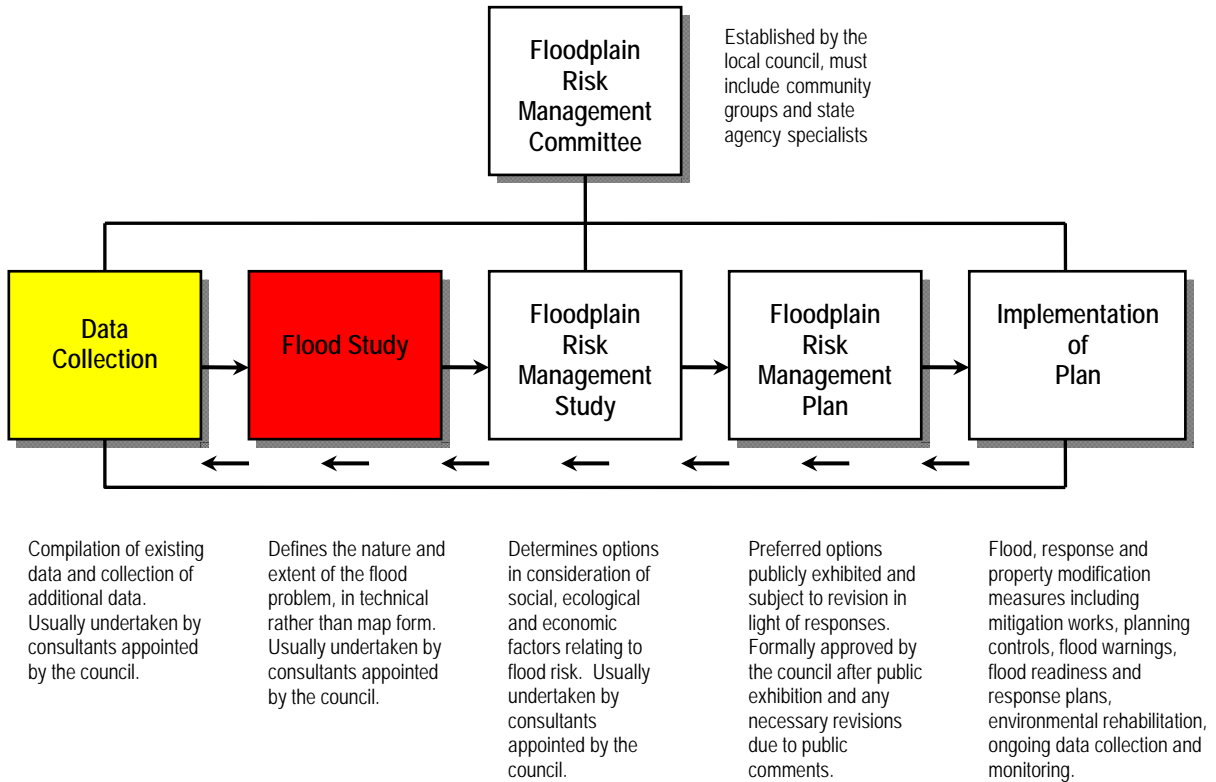 Floodplain
Risk
Management
Committee
Established by the
local council, must
include community
groups and state
agency specialists
Data
Collection
Flood Study
Floodplain
Risk
Management
Study
Floodplain
Risk
Management
Plan
Implementation
of
Plan
Compilation of existing
data and collection of
additional data.
Usually undertaken by
consultants appointed
by the council.
Defines the nature and
extent of the flood
problem, in technical
rather than map form.
Usually undertaken by
consultants appointed
by the council.
Determines options
in consideration of
social, ecological
and economic
factors relating to
flood risk. Usually
undertaken by
consultants
appointed by the
council.
Preferred options
publicly exhibited and
subject to revision in
light of responses.
Formally approved by
the council after public
exhibition and any
necessary revisions
due to public
comments.
Flood, response and
property modification
measures including
mitigation works, planning
controls, flood warnings,
flood readiness and
response plans,
environmental rehabilitation,
ongoing data collection and
monitoring.